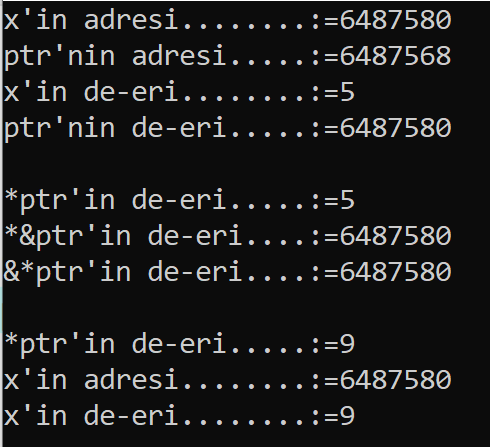 x'in adresi........:=6487580
ptr'nin adresi.....:=6487568
x'in de-eri........:=5
ptr'nin de-eri.....:=6487580
*ptr'in de-eri.....:=5
*&ptr'in de-eri....:=6487580
&*ptr'in de-eri....:=6487580
*ptr'in de-eri.....:=9
x'in adresi........:=6487580
x'in de-eri........:=9